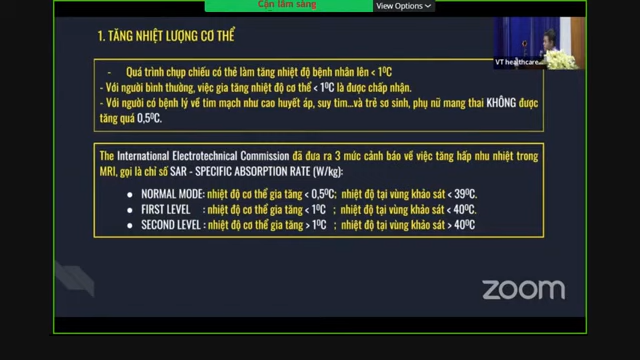 Cận lâm sàng
View Options
1. TĂNG NHIỆT LƯỢNG CƠ THỂ
VT healthcare
- Quá trình chụp chiếu có thể làm tăng nhiệt độ bệnh nhân lên < 1⁰C
- Với người bình thường, việc gia tăng nhiệt độ cơ thể < 1⁰C là được chấp nhận.
- Với người có bệnh lý về tim mạch như cao huyết áp, suy tim...và trẻ sơ sinh, phụ nữ mang thai KHÔNG được
tăng quá 0,5⁰C.
The International Electrotechnical Commission đã đưa ra 3 mức cảnh báo về việc tăng hấp nhu nhiệt trong
MRI, gọi là chỉ số SAR - SPECIFIC ABSORPTION RATE (W/kg):
● NORMAL MODE: nhiệt độ cơ thể gia tăng < 0,5⁰C; nhiệt độ tại vùng khảo sát < 39⁰C.
● FIRST LEVEL : nhiệt độ cơ thể gia tăng < 1⁰C ; nhiệt độ tại vùng khảo sát < 40⁰C.
● SECOND LEVEL : nhiệt độ cơ thể gia tăng > 1⁰C ; nhiệt độ tại vùng khảo sát > 40⁰C
zoom